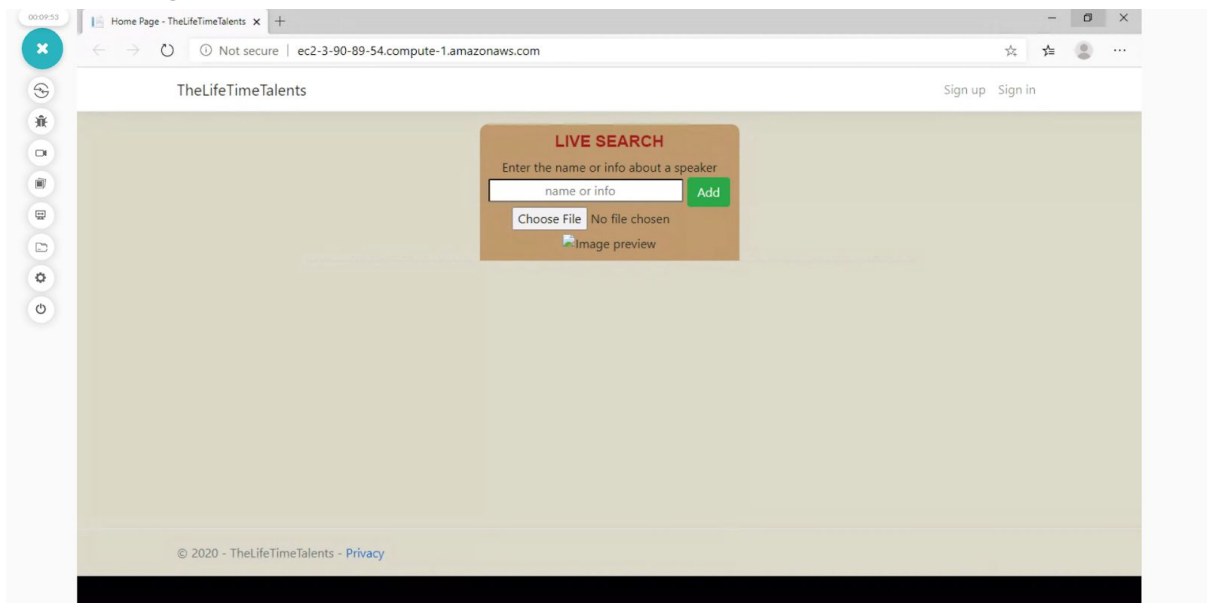 00:09:53
Home Page - TheLifeTimeTalents
Not secure | ec2-3-90-89-54.compute-1.amazonaws.com
TheLifeTimeTalents
Sign up Sign in
LIVE SEARCH
Enter the name or info about a speaker
name or info
Add
Choose File No file chosen
Image preview
© 2020 - TheLifeTimeTalents - Privacy